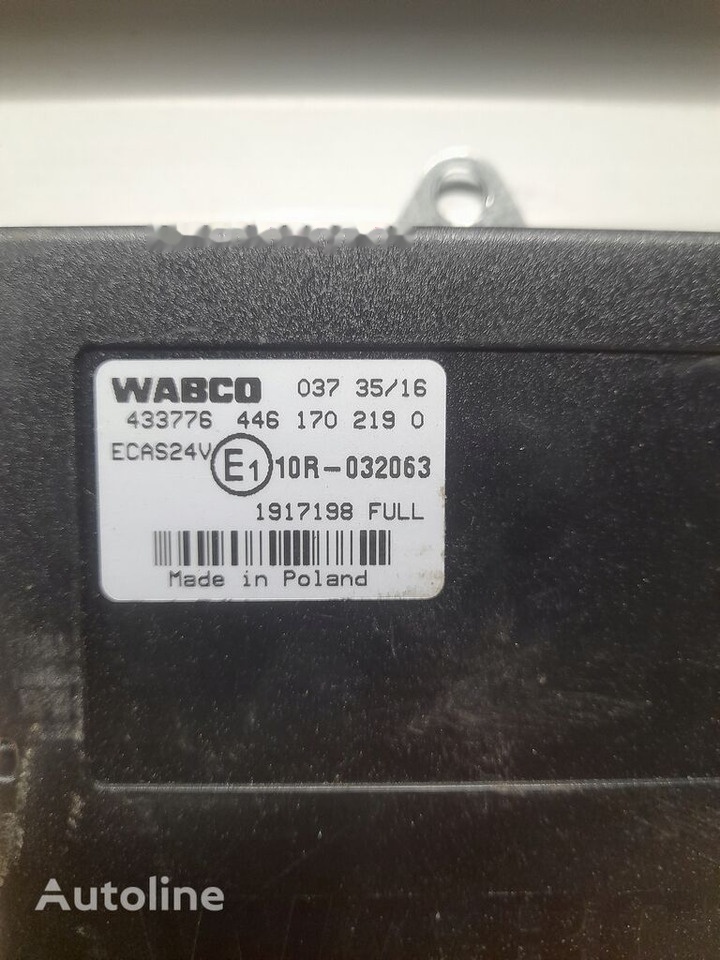 WABCO 037 35/16
433776 446 170 219 0
ECAS24V E1 10R-032063
1917198 FULL
Made in Poland
Autoline